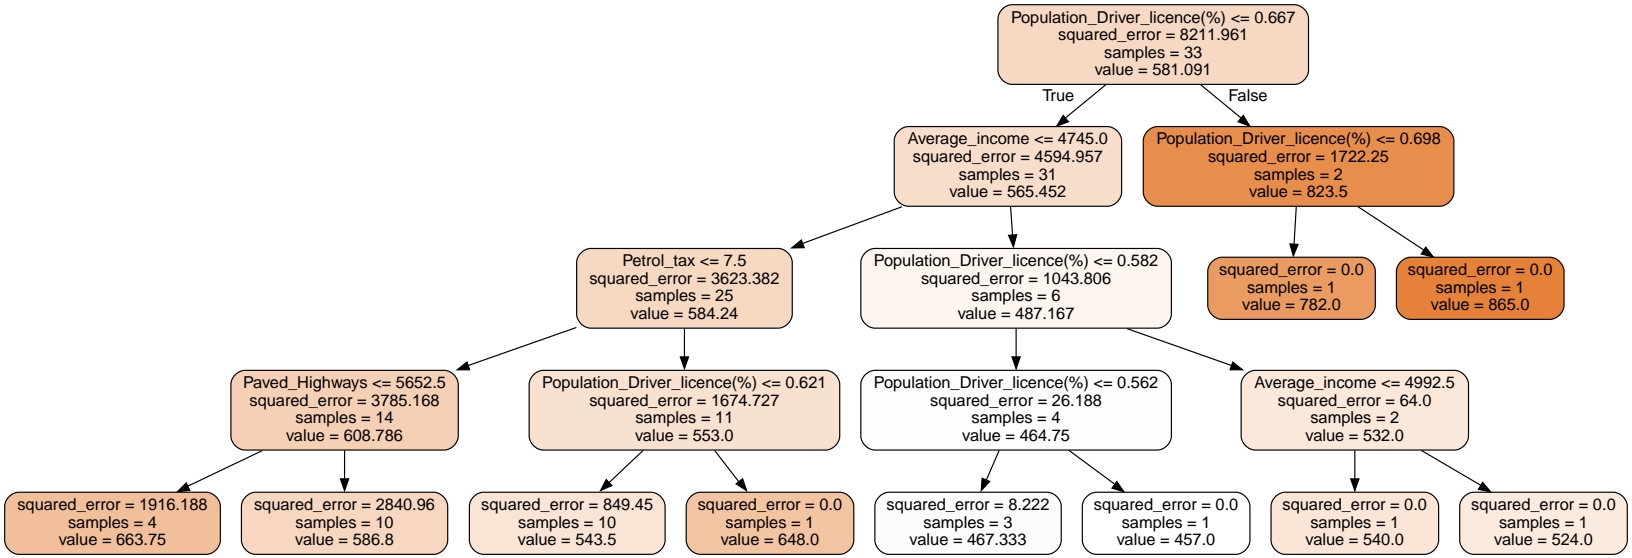 Population_Driver_licence(%) <= 0.667
squared_error = 8211.961
samples = 33
value = 581.091
True
False
Average_income <= 4745.0
squared_error = 4594.957
samples = 31
value = 565.452
Population_Driver_licence(%) <= 0.698
squared_error = 1722.25
samples = 2
value = 823.5
Petrol_tax <= 7.5
squared_error = 3623.382
samples = 25
value = 584.24
Population_Driver_licence(%) <= 0.582
squared_error = 1043.806
samples = 6
value = 487.167
squared_error = 0.0
samples = 1
value = 782.0
squared_error = 0.0
samples = 1
value = 865.0
Paved_Highways <= 5652.5
squared_error = 3785.168
samples = 14
value = 608.786
Population_Driver_licence(%) <= 0.621
squared_error = 1674.727
samples = 11
value = 553.0
Population_Driver_licence(%) <= 0.562
squared_error = 26.188
samples = 4
value = 464.75
Average_income <= 4992.5
squared_error = 64.0
samples = 2
value = 532.0
squared_error = 1916.188
samples = 4
value = 663.75
squared_error = 2840.96
samples = 10
value = 586.8
squared_error = 849.45
samples = 10
value = 543.5
squared_error = 0.0
samples = 1
value = 648.0
squared_error = 8.222
samples = 3
value = 467.333
squared_error = 0.0
samples = 1
value = 457.0
squared_error = 0.0
samples = 1
value = 540.0
squared_error = 0.0
samples = 1
value = 524.0